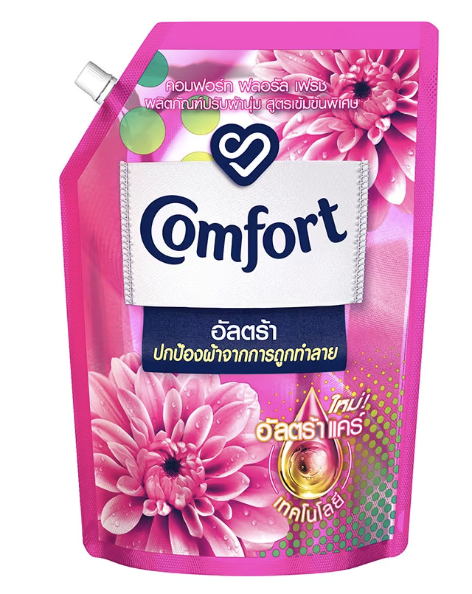 คอมฟอร์ท ฟลอรัล เฟรช
ผลิตภัณฑ์ปรับผ้านุ่ม สูตรเข้มข้นพิเศษ
Comfort
อัลตร้า
ปกป้องผ้าจากการถูกทำลาย
ใหม่!
อัลตร้าแคร์
เทคโนโลยี